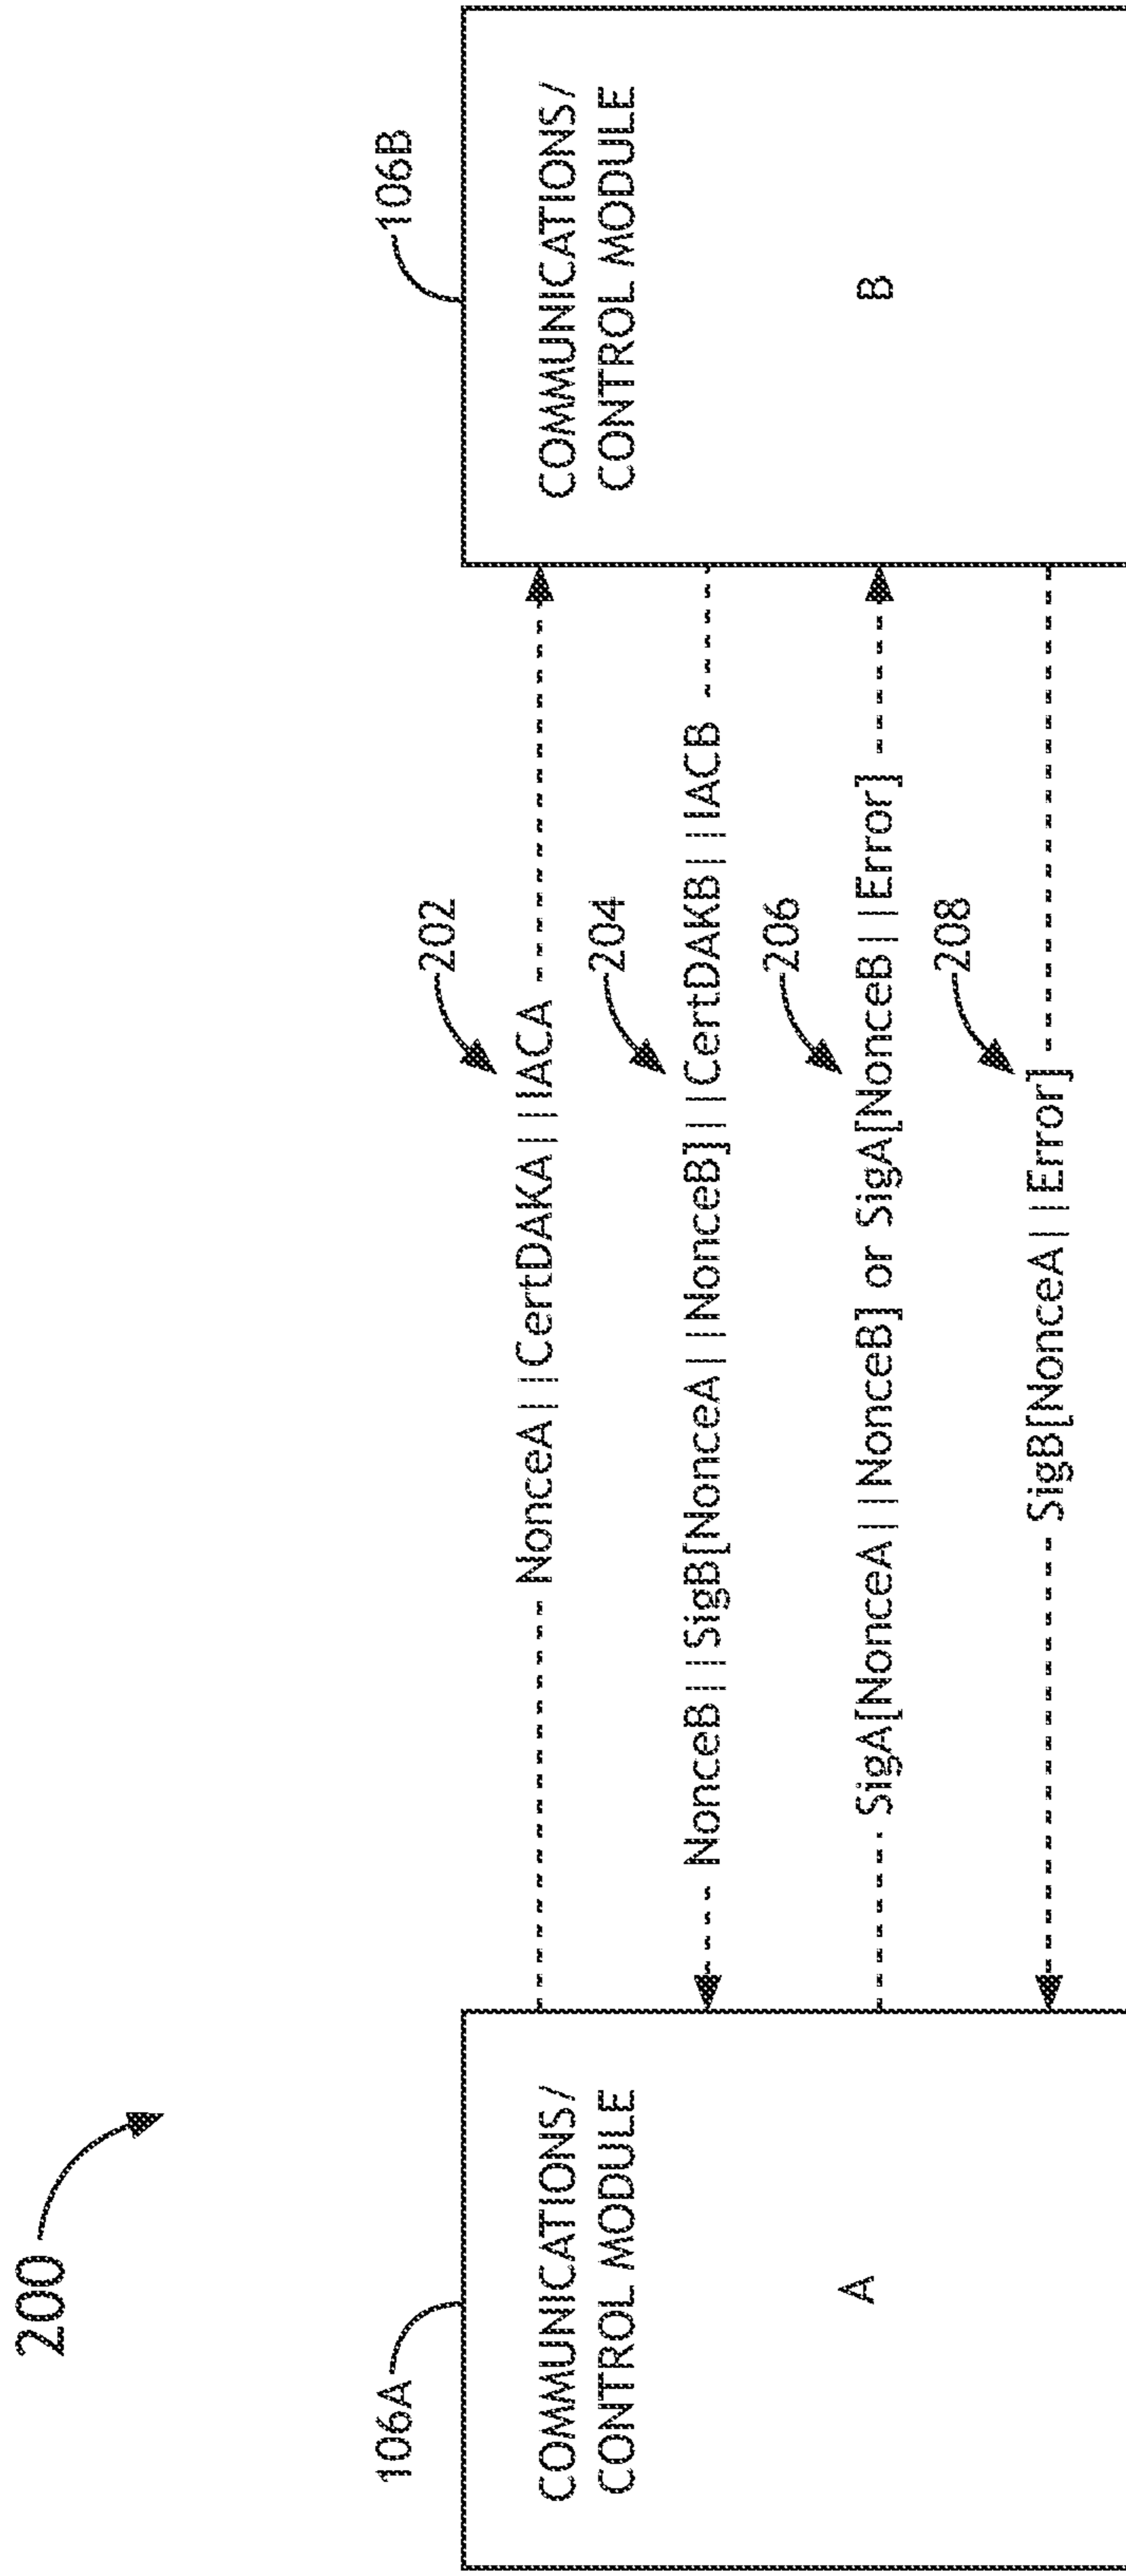 200
106A
COMMUNICATIONS/
CONTROL MODULE
A
106B
COMMUNICATIONS/
CONTROL MODULE
B
202
NonceA||CertDAKA||IACA
204
NonceB||SigB[NonceA||NonceB]||CertDAKB||IACB
206
SigA[NonceA||NonceB] or SigA[NonceB||Error]
208
SigB[NonceA||Error]